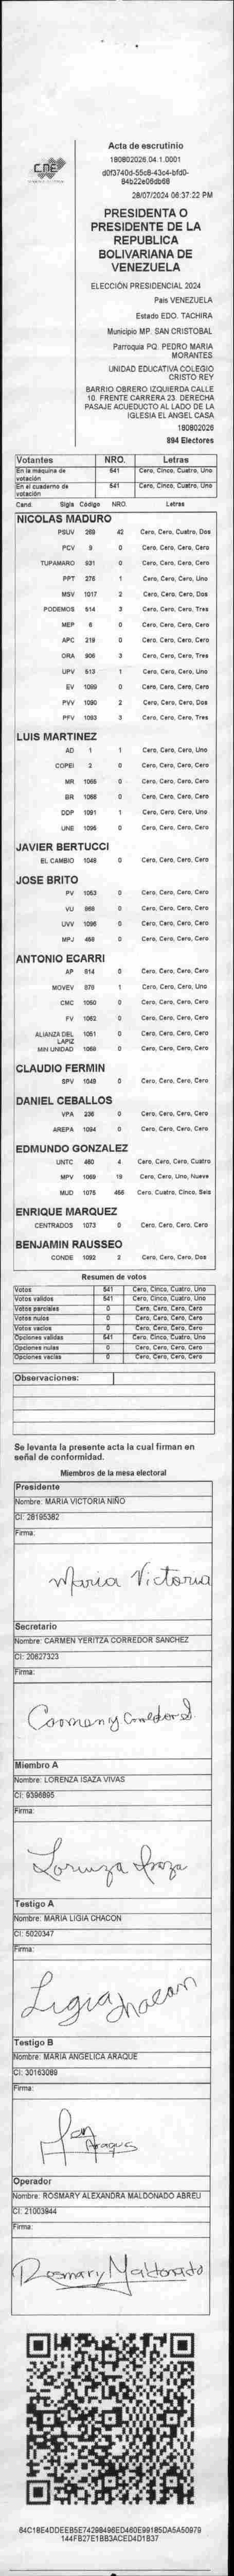 CNE
Acta de escrutinio
180802026.04.1.0001
d0f3740d-55c8-43c4-bfd0-
84b22e06db68
28/07/2024 06:37:22 PM
PRESIDENTA O
PRESIDENTE DE LA
REPUBLICA
BOLIVARIANA DE
VENEZUELA
ELECCIÓN PRESIDENCIAL 2024
País VENEZUELA
Estado EDO. TACHIRA
Municipio MP. SAN CRISTOBAL
Parroquia PQ. PEDRO MARIA
MORANTES
UNIDAD EDUCATIVA COLEGIO
CRISTO REY
BARRIO OBRERO IZQUIERDA CALLE
10. FRENTE CARRERA 23. DERECHA
PASAJE ACUEDUCTO AL LADO DE LA
IGLESIA EL ANGEL CASA
180802026
894 Electores
Votantes NRO. Letras
En la máquina de votación 541 Cero, Cinco, Cuatro, Uno
En el cuaderno de votación 541 Cero, Cinco, Cuatro, Uno
Cand. Sigla Código NRO. Letras
NICOLAS MADURO
PSUV 269 42 Cero, Cero, Cuatro, Dos
PCV 9 0 Cero, Cero, Cero, Cero
TUPAMARO 931 0 Cero, Cero, Cero, Cero
PPT 276 1 Cero, Cero, Cero, Uno
MSV 1017 2 Cero, Cero, Cero, Dos
PODEMOS 514 3 Cero, Cero, Cero, Tres
MEP 6 0 Cero, Cero, Cero, Cero
APC 219 0 Cero, Cero, Cero, Cero
ORA 906 3 Cero, Cero, Cero, Tres
UPV 513 1 Cero, Cero, Cero, Uno
EV 1089 0 Cero, Cero, Cero, Cero
PVV 1090 2 Cero, Cero, Cero, Dos
PFV 1093 3 Cero, Cero, Cero, Tres
LUIS MARTINEZ
AD 1 1 Cero, Cero, Cero, Uno
COPEI 2 0 Cero, Cero, Cero, Cero
MR 1065 0 Cero, Cero, Cero, Cero
BR 1088 0 Cero, Cero, Cero, Cero
DDP 1091 1 Cero, Cero, Cero, Uno
UNE 1095 0 Cero, Cero, Cero, Cero
JAVIER BERTUCCI
EL CAMBIO 1048 0 Cero, Cero, Cero, Cero
JOSE BRITO
PV 1053 0 Cero, Cero, Cero, Cero
VU 868 0 Cero, Cero, Cero, Cero
UVV 1096 0 Cero, Cero, Cero, Cero
MPJ 458 0 Cero, Cero, Cero, Cero
ANTONIO ECARRI
AP 914 0 Cero, Cero, Cero, Cero
MOVEV 979 1 Cero, Cero, Cero, Uno
CMC 1050 0 Cero, Cero, Cero, Cero
FV 1062 0 Cero, Cero, Cero, Cero
ALIANZA DEL LAPIZ 1051 0 Cero, Cero, Cero, Cero
MIN UNIDAD 1068 0 Cero, Cero, Cero, Cero
CLAUDIO FERMIN
SPV 1049 0 Cero, Cero, Cero, Cero
DANIEL CEBALLOS
VPA 236 0 Cero, Cero, Cero, Cero
AREPA 1094 0 Cero, Cero, Cero, Cero
EDMUNDO GONZALEZ
UNTC 460 4 Cero, Cero, Cero, Cuatro
MPV 1069 19 Cero, Cero, Uno, Nueve
MUD 1075 456 Cero, Cuatro, Cinco, Seis
ENRIQUE MARQUEZ
CENTRADOS 1073 0 Cero, Cero, Cero, Cero
BENJAMIN RAUSSEO
CONDE 1092 2 Cero, Cero, Cero, Dos
Resumen de votos
Votos 541 Cero, Cinco, Cuatro, Uno
Votos validos 541 Cero, Cinco, Cuatro, Uno
Votos parciales 0 Cero, Cero, Cero, Cero
Votos nulos 0 Cero, Cero, Cero, Cero
Votos vacios 0 Cero, Cero, Cero, Cero
Opciones validas 541 Cero, Cinco, Cuatro, Uno
Opciones nulas 0 Cero, Cero, Cero, Cero
Opciones vacias 0 Cero, Cero, Cero, Cero
Observaciones:
Se levanta la presente acta la cual firman en
señal de conformidad.
Miembros de la mesa electoral
Presidente
Nombre: MARIA VICTORIA NIÑO
CI: 28195382
Firma:
Maria Victoria
Secretario
Nombre: CARMEN YERITZA CORREDOR SANCHEZ
CI: 20627323
Firma:
Carmen y Corredor S
Miembro A
Nombre: LORENZA ISAZA VIVAS
CI: 9396895
Firma:
Lorenza Isaza
Testigo A
Nombre: MARIA LIGIA CHACON
CI: 5020347
Firma:
Ligia Chacon
Testigo B
Nombre: MARIA ANGELICA ARAQUE
CI: 30163089
Firma:
Araque
Operador
Nombre: ROSMARY ALEXANDRA MALDONADO ABREU
CI: 21003944
Firma:
Rosmary Maldonado
64C18E4DDEEB5E74298496ED460E99185DA5A50979
144FB27E1BB3ACED4D1B37